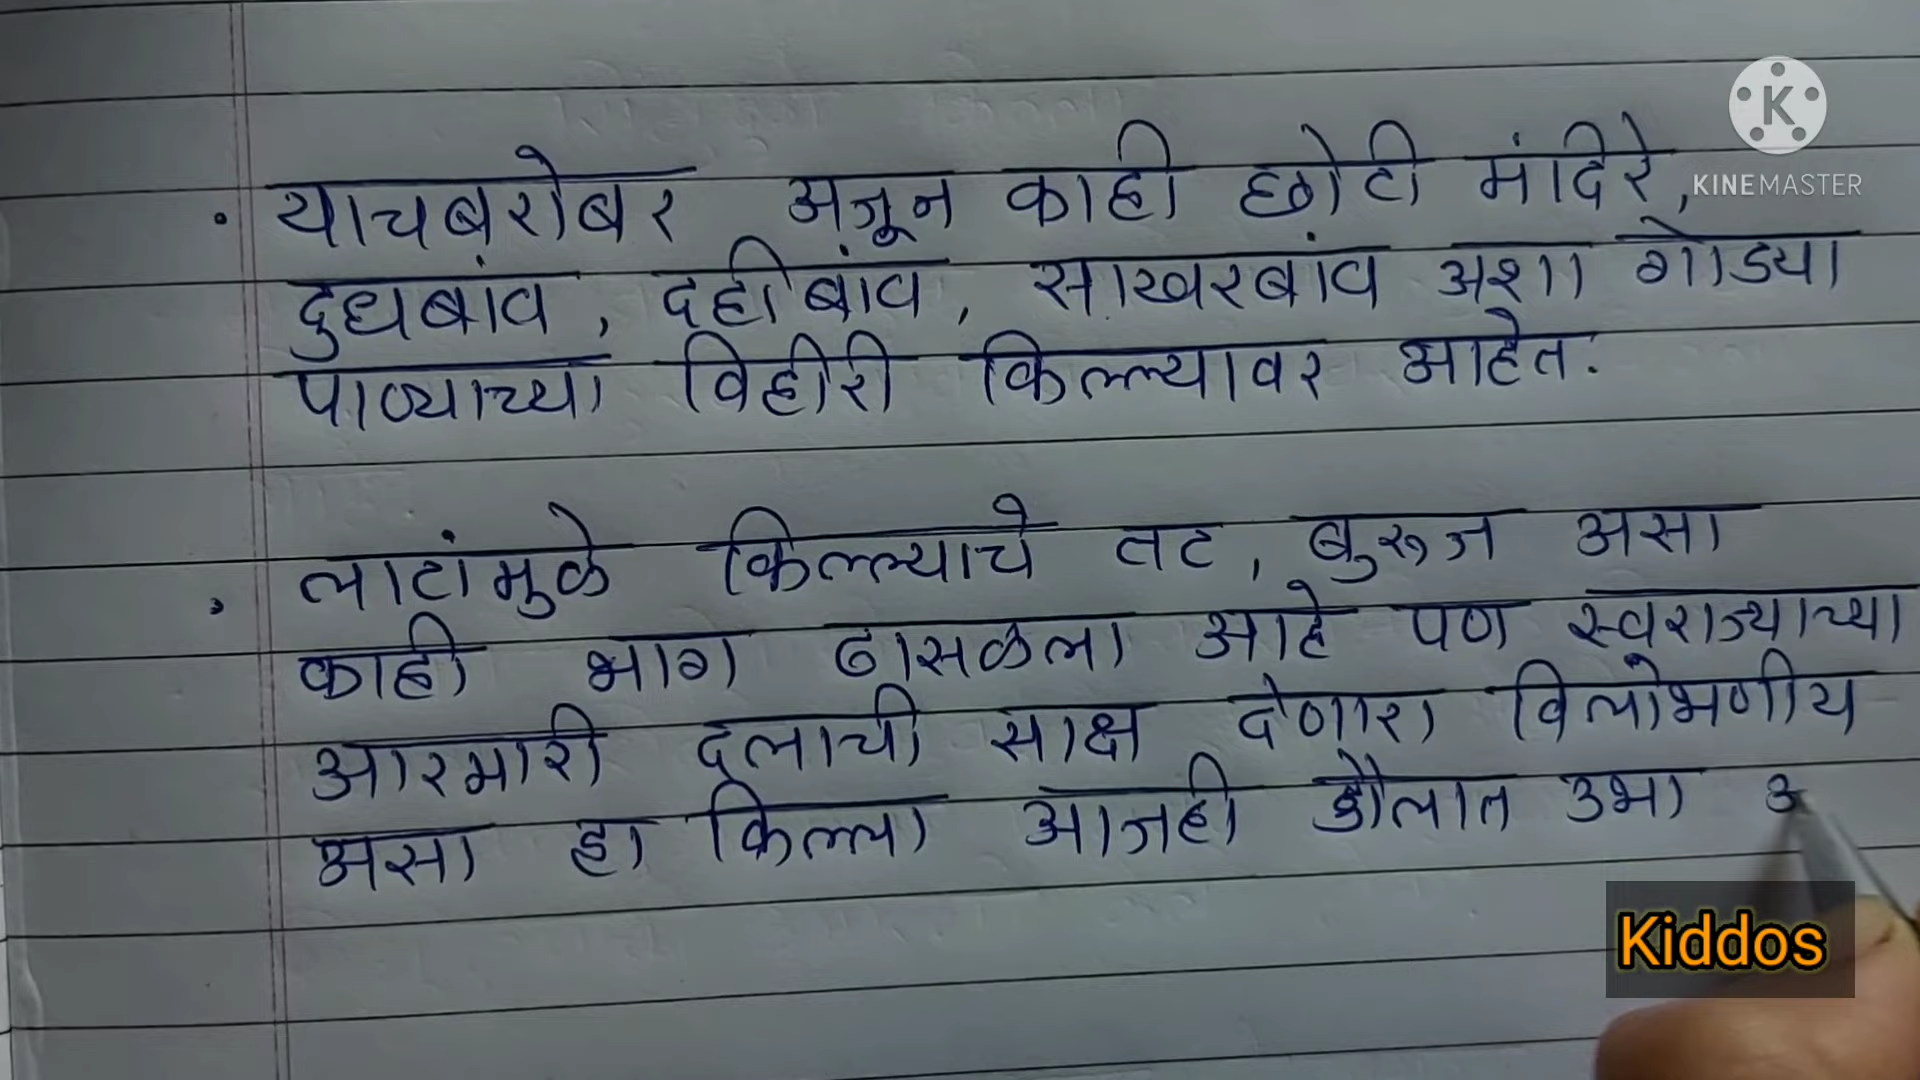 याचबरोबर अजून काही छोटी मंदिरे,
दुधबांव, दहीबांव, साखरबांव अशा गोड्या
पाण्याच्या विहीरी किल्ल्यावर आहेत.
लाटांमुळे किल्ल्याचे तट, बुरुज असा
काही भाग ढासळला आहे पण स्वराज्याच्या
आरमारी दलाची साक्ष देणारा विलोभणीय
असा हा किल्ला आजही डौलात उभा
K
KINEMASTER
Kiddos